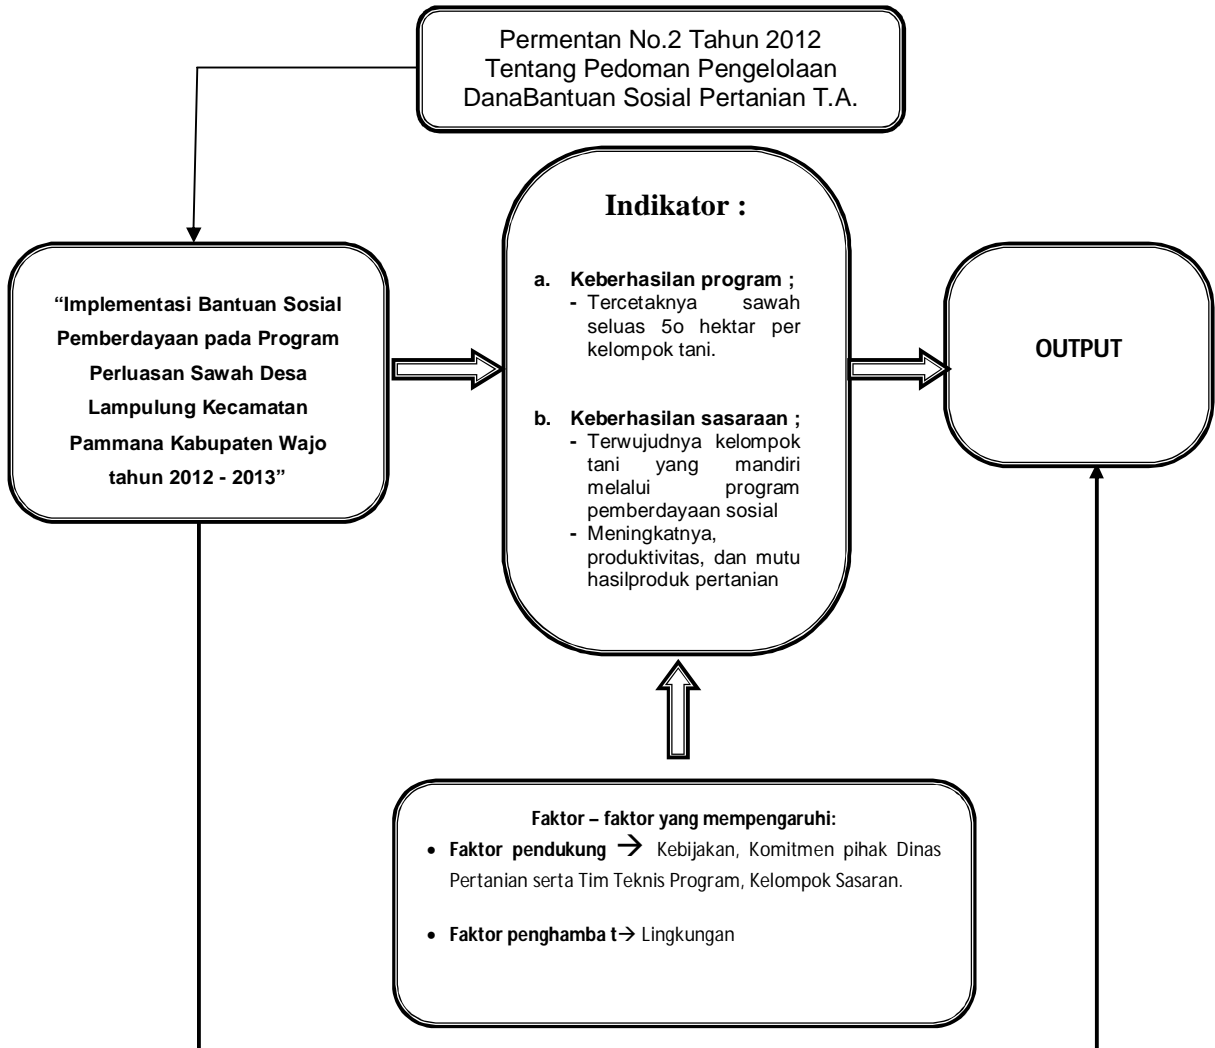 Permentan No.2 Tahun 2012
Tentang Pedoman Pengelolaan
DanaBantuan Sosial Pertanian T.A.
“Implementasi Bantuan Sosial
Pemberdayaan pada Program
Perluasan Sawah Desa
Lampulung Kecamatan
Pammana Kabupaten Wajo
tahun 2012 - 2013”
Indikator :
a. Keberhasilan program ;
- Tercetaknya sawah
seluas 5o hektar per
kelompok tani.
b. Keberhasilan sasaraan ;
- Terwujudnya kelompok
tani yang mandiri
melalui program
pemberdayaan sosial
- Meningkatnya,
produktivitas, dan mutu
hasilproduk pertanian
OUTPUT
Faktor – faktor yang mempengaruhi:
• Faktor pendukung → Kebijakan, Komitmen pihak Dinas
Pertanian serta Tim Teknis Program, Kelompok Sasaran.
• Faktor penghamba t→ Lingkungan